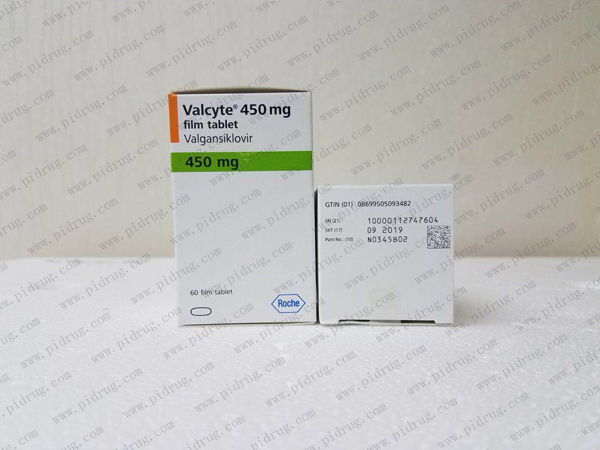 Valcyte® 450 mg
film tablet
Valgansiklovir
450 mg
60 film tablet
Roche
GTIN (01) 08699505093482
SN (21) 10000112747604
SKT (17) 09 2019
Parti No.: (10) N0345B02
www.pidrug.com